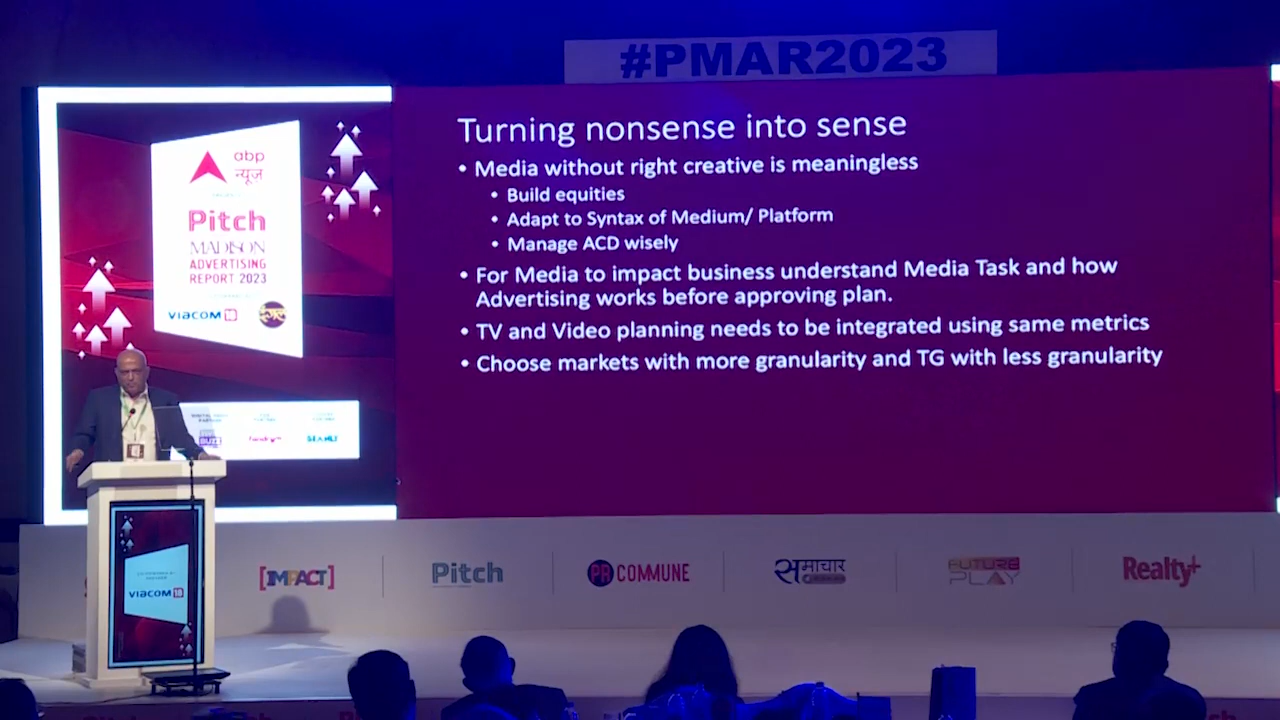 #PMAR2023
abp
न्यूज़
Pitch
MADISON
ADVERTISING
REPORT 2023
VIACOM 18
Turning nonsense into sense
• Media without right creative is meaningless
• Build equities
• Adapt to Syntax of Medium/ Platform
• Manage ACD wisely
• For Media to impact business understand Media Task and how
Advertising works before approving plan.
• TV and Video planning needs to be integrated using same metrics
• Choose markets with more granularity and TG with less granularity
VIACOM 18
[IMPACT]
Pitch
PR COMMUNE
समाचार
FUTURE
PLAY
Realty+